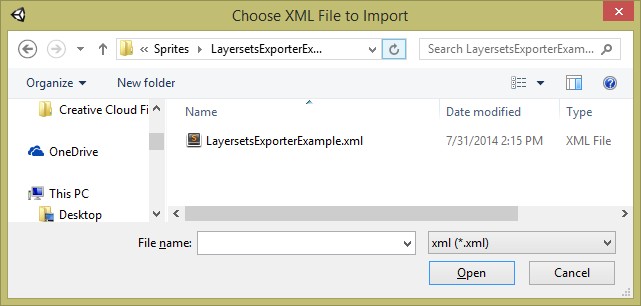 Choose XML File to Import
« Sprites ▸ LayersetsExporterEx...
Search LayersetsExporterExam...
Organize New folder
Name Date modified Type
LayersetsExporterExample.xml 7/31/2014 2:15 PM XML File
Creative Cloud Fi
OneDrive
This PC
Desktop
File name: xml (*.xml)
Open Cancel